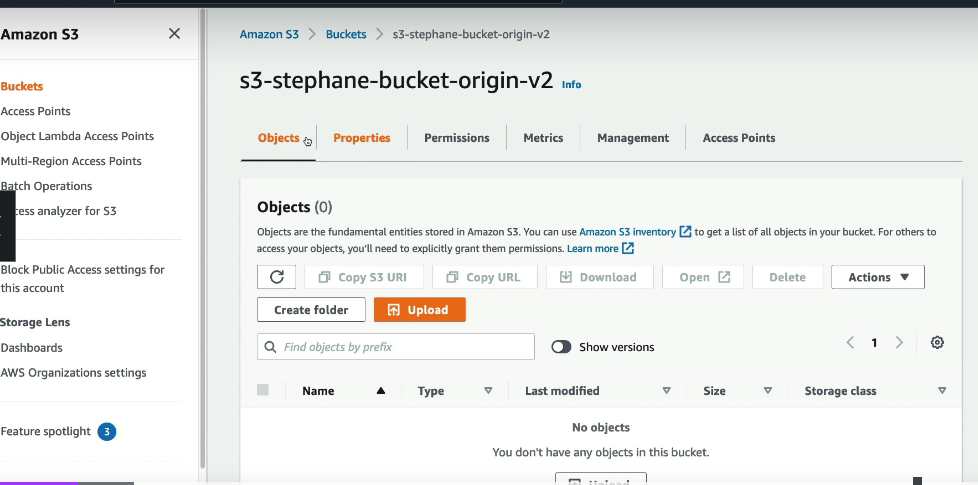 Amazon S3
Buckets
Access Points
Object Lambda Access Points
Multi-Region Access Points
Batch Operations
cess analyzer for S3
Block Public Access settings for
this account
Storage Lens
Dashboards
AWS Organizations settings
Feature spotlight 3
Amazon S3 > Buckets > s3-stephane-bucket-origin-v2
s3-stephane-bucket-origin-v2 Info
Objects Properties Permissions Metrics Management Access Points
Objects (0)
Objects are the fundamental entities stored in Amazon S3. You can use Amazon S3 inventory to get a list of all objects in your bucket. For others to
access your objects, you'll need to explicitly grant them permissions. Learn more
Copy S3 URI Copy URL Download Open Delete Actions
Create folder Upload
Find objects by prefix Show versions 1
Name Type Last modified Size Storage class
No objects
You don't have any objects in this bucket.
Upload